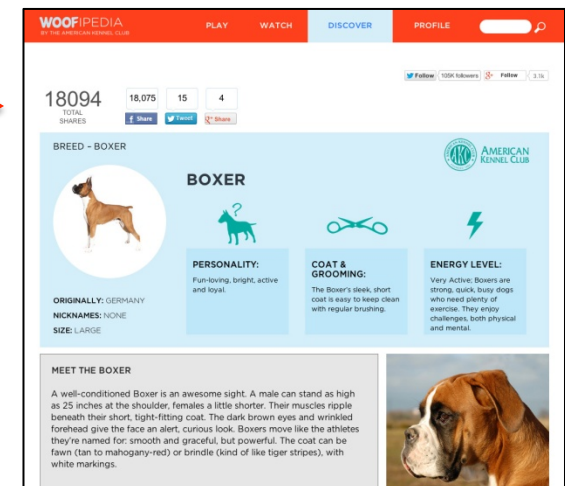 WOOFIPEDIA
BY THE AMERICAN KENNEL CLUB
PLAY WATCH DISCOVER PROFILE
Follow 105K followers Follow 3.1k
18094
TOTAL
SHARES
18,075 15 4
Share Tweet Share
BREED - BOXER
AKC
AMERICAN
KENNEL CLUB
BOXER
PERSONALITY:
Fun-loving, bright, active
and loyal.
COAT &
GROOMING:
The Boxer's sleek, short
coat is easy to keep clean
with regular brushing.
ENERGY LEVEL:
Very Active; Boxers are
strong, quick, busy dogs
who need plenty of
exercise. They enjoy
challenges, both physical
and mental.
ORIGINALLY: GERMANY
NICKNAMES: NONE
SIZE: LARGE
MEET THE BOXER
A well-conditioned Boxer is an awesome sight. A male can stand as high
as 25 inches at the shoulder, females a little shorter. Their muscles ripple
beneath their short, tight-fitting coat. The dark brown eyes and wrinkled
forehead give the face an alert, curious look. Boxers move like the athletes
they're named for: smooth and graceful, but powerful. The coat can be
fawn (tan to mahogany-red) or brindle (kind of like tiger stripes), with
white markings.